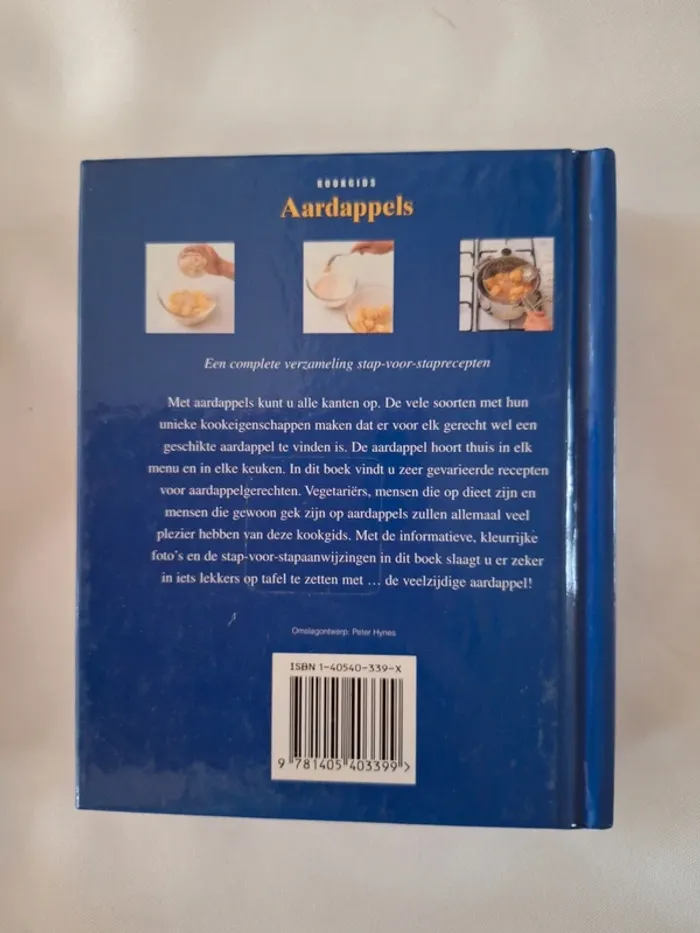 KOOKGIDS
Aardappels
Een complete verzameling stap-voor-staprecepten
Met aardappels kunt u alle kanten op. De vele soorten met hun
unieke kookeigenschappen maken dat er voor elk gerecht wel een
geschikte aardappel te vinden is. De aardappel hoort thuis in elk
menu en in elke keuken. In dit boek vindt u zeer gevarieerde recepten
voor aardappelgerechten. Vegetariërs, mensen die op dieet zijn en
mensen die gewoon gek zijn op aardappels zullen allemaal veel
plezier hebben van deze kookgids. Met de informatieve, kleurrijke
foto's en de stap-voor-stapaanwijzingen in dit boek slaagt u er zeker
in iets lekkers op tafel te zetten met ... de veelzijdige aardappel!
Omslagontwerp: Peter Hynes
ISBN 1-40540-339-X
9 781405 403399 >